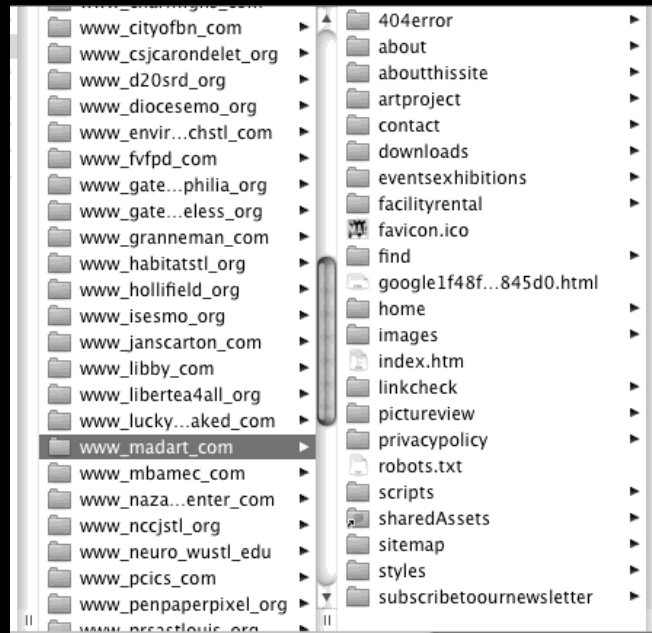 www_cityofbn_com
www_csjcarondelet_org
www_d20srd_org
www_diocesemo_org
www_envir...chstl_com
www_fvfpd_com
www_gate...philia_org
www_gate...eless_org
www_granneman_com
www_habitatstl_org
www_hollifield_org
www_isesmo_org
www_janscarton_com
www_libby_com
www_libertea4all_org
www_lucky...aked_com
www_madart_com
www_mbamec_com
www_naza...enter_com
www_nccjstl_org
www_neuro_wustl_edu
www_pcics_com
www_penpaperpixel_org
www_prsastlouis_org
404error
about
aboutthissite
artproject
contact
downloads
eventsexhibitions
facilityrental
favicon.ico
find
google1f48f...845d0.html
home
images
index.htm
linkcheck
pictureview
privacypolicy
robots.txt
scripts
sharedAssets
sitemap
styles
subscribetoournewsletter